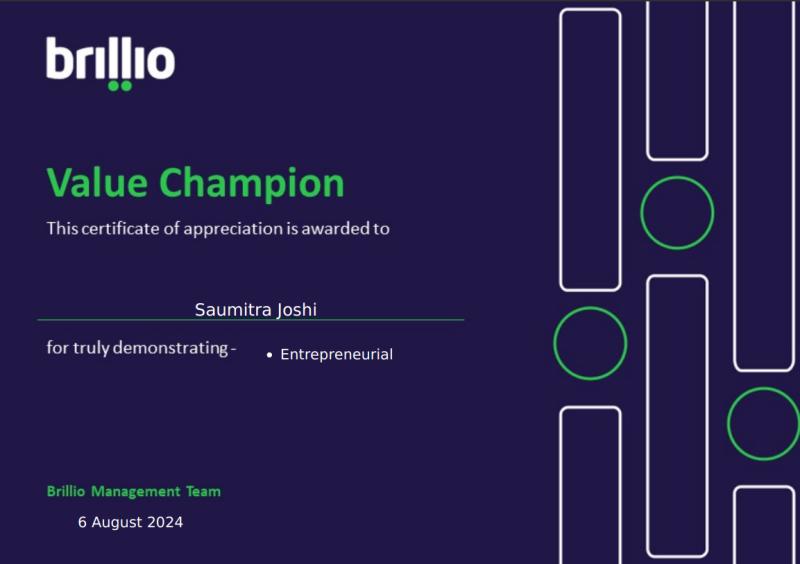 brillio
Value Champion
This certificate of appreciation is awarded to
Saumitra Joshi
for truly demonstrating -
• Entrepreneurial
Brillio Management Team
6 August 2024